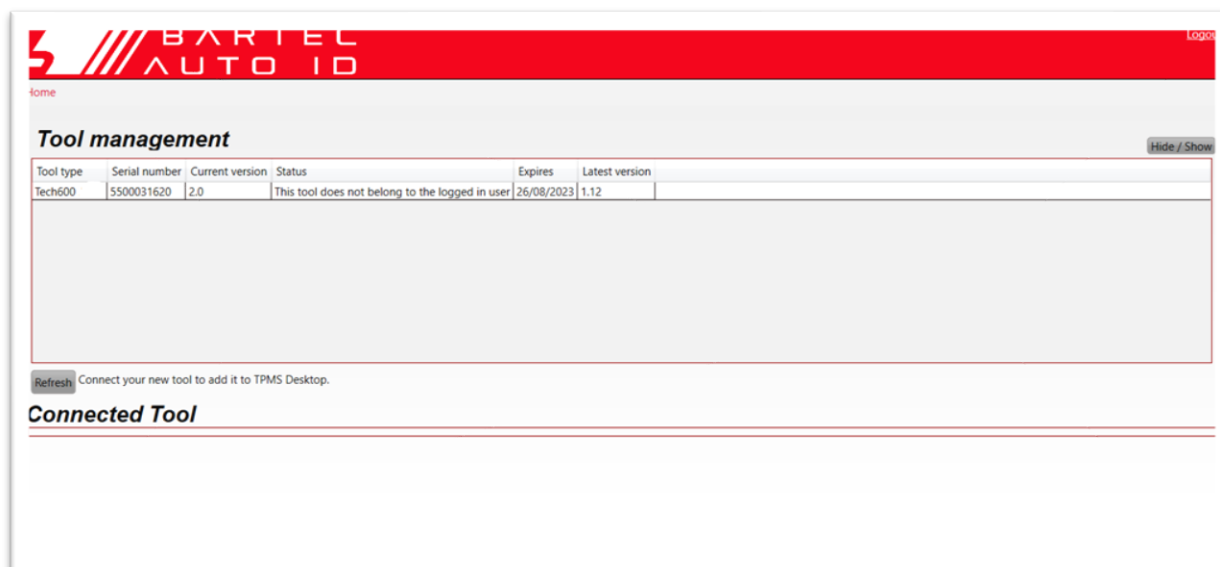 BARTEL
AUTO ID
Home
Tool management
Hide / Show
Tool type Serial number Current version Status Expires Latest version
Tech600 5500031620 2.0 This tool does not belong to the logged in user 26/08/2023 1.12
Refresh Connect your new tool to add it to TPMS Desktop.
Connected Tool